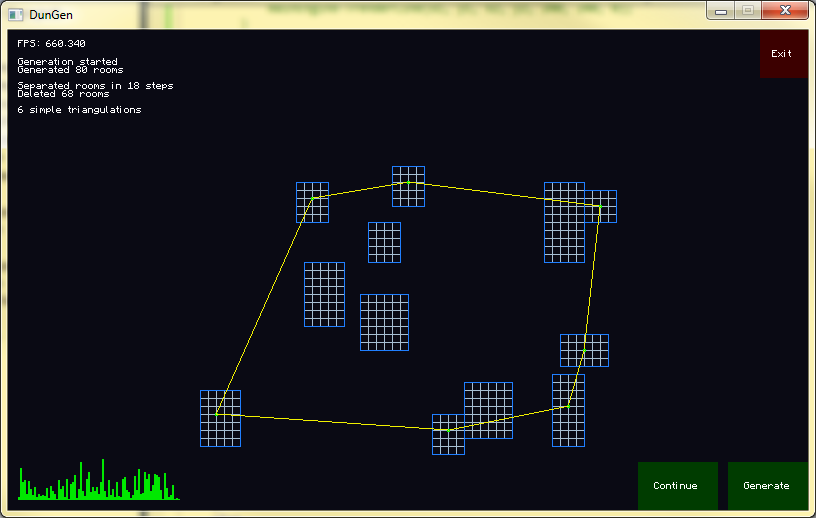 DunGen
FPS: 660.340
Exit
Generation started
Generated 80 rooms
Separated rooms in 18 steps
Deleted 68 rooms
6 simple triangulations
Continue
Generate